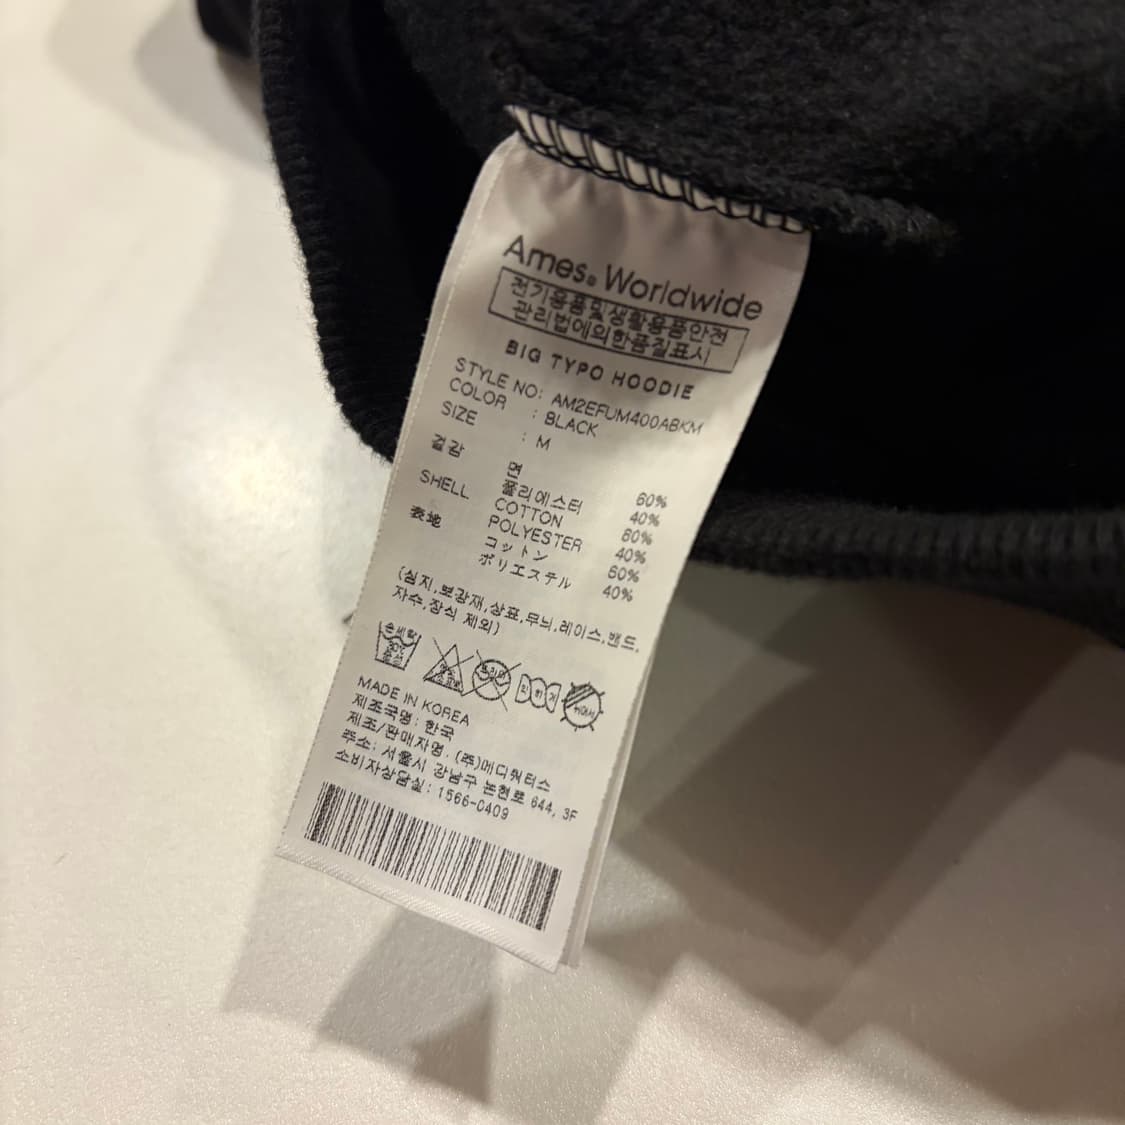 Ames® Worldwide
전기용품및생활용품안전
관리법에의한품질표시
BIG TYPO HOODIE
STYLE NO: AM2EFUM400ABKM
COLOR : BLACK
SIZE : M
겉감 면 60%
폴리에스터 40%
SHELL COTTON 60%
POLYESTER 40%
表地 コットン 60%
ポリエステル 40%
(심지,보강재,상표,무늬,레이스,밴드,
자수,장식 제외)
손세탁
MADE IN KOREA
제조국명: 한국
제조/판매자명. (주)메디쿼터스
주소: 서울시 강남구 논현로 644, 3F
소비자상담실: 1566-0409